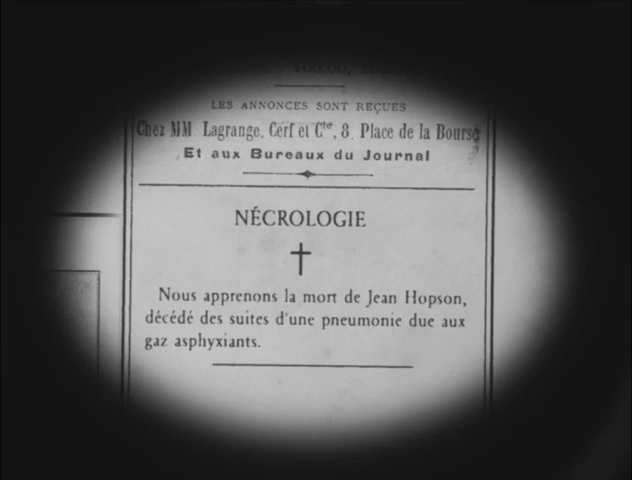 LES ANNONCES SONT REÇUES
Chez MM. Lagrange, Cerf et Cie, 8, Place de la Bourse
Et aux Bureaux du Journal
NÉCROLOGIE
Nous apprenons la mort de Jean Hopson,
décédé des suites d'une pneumonie due aux
gaz asphyxiants.